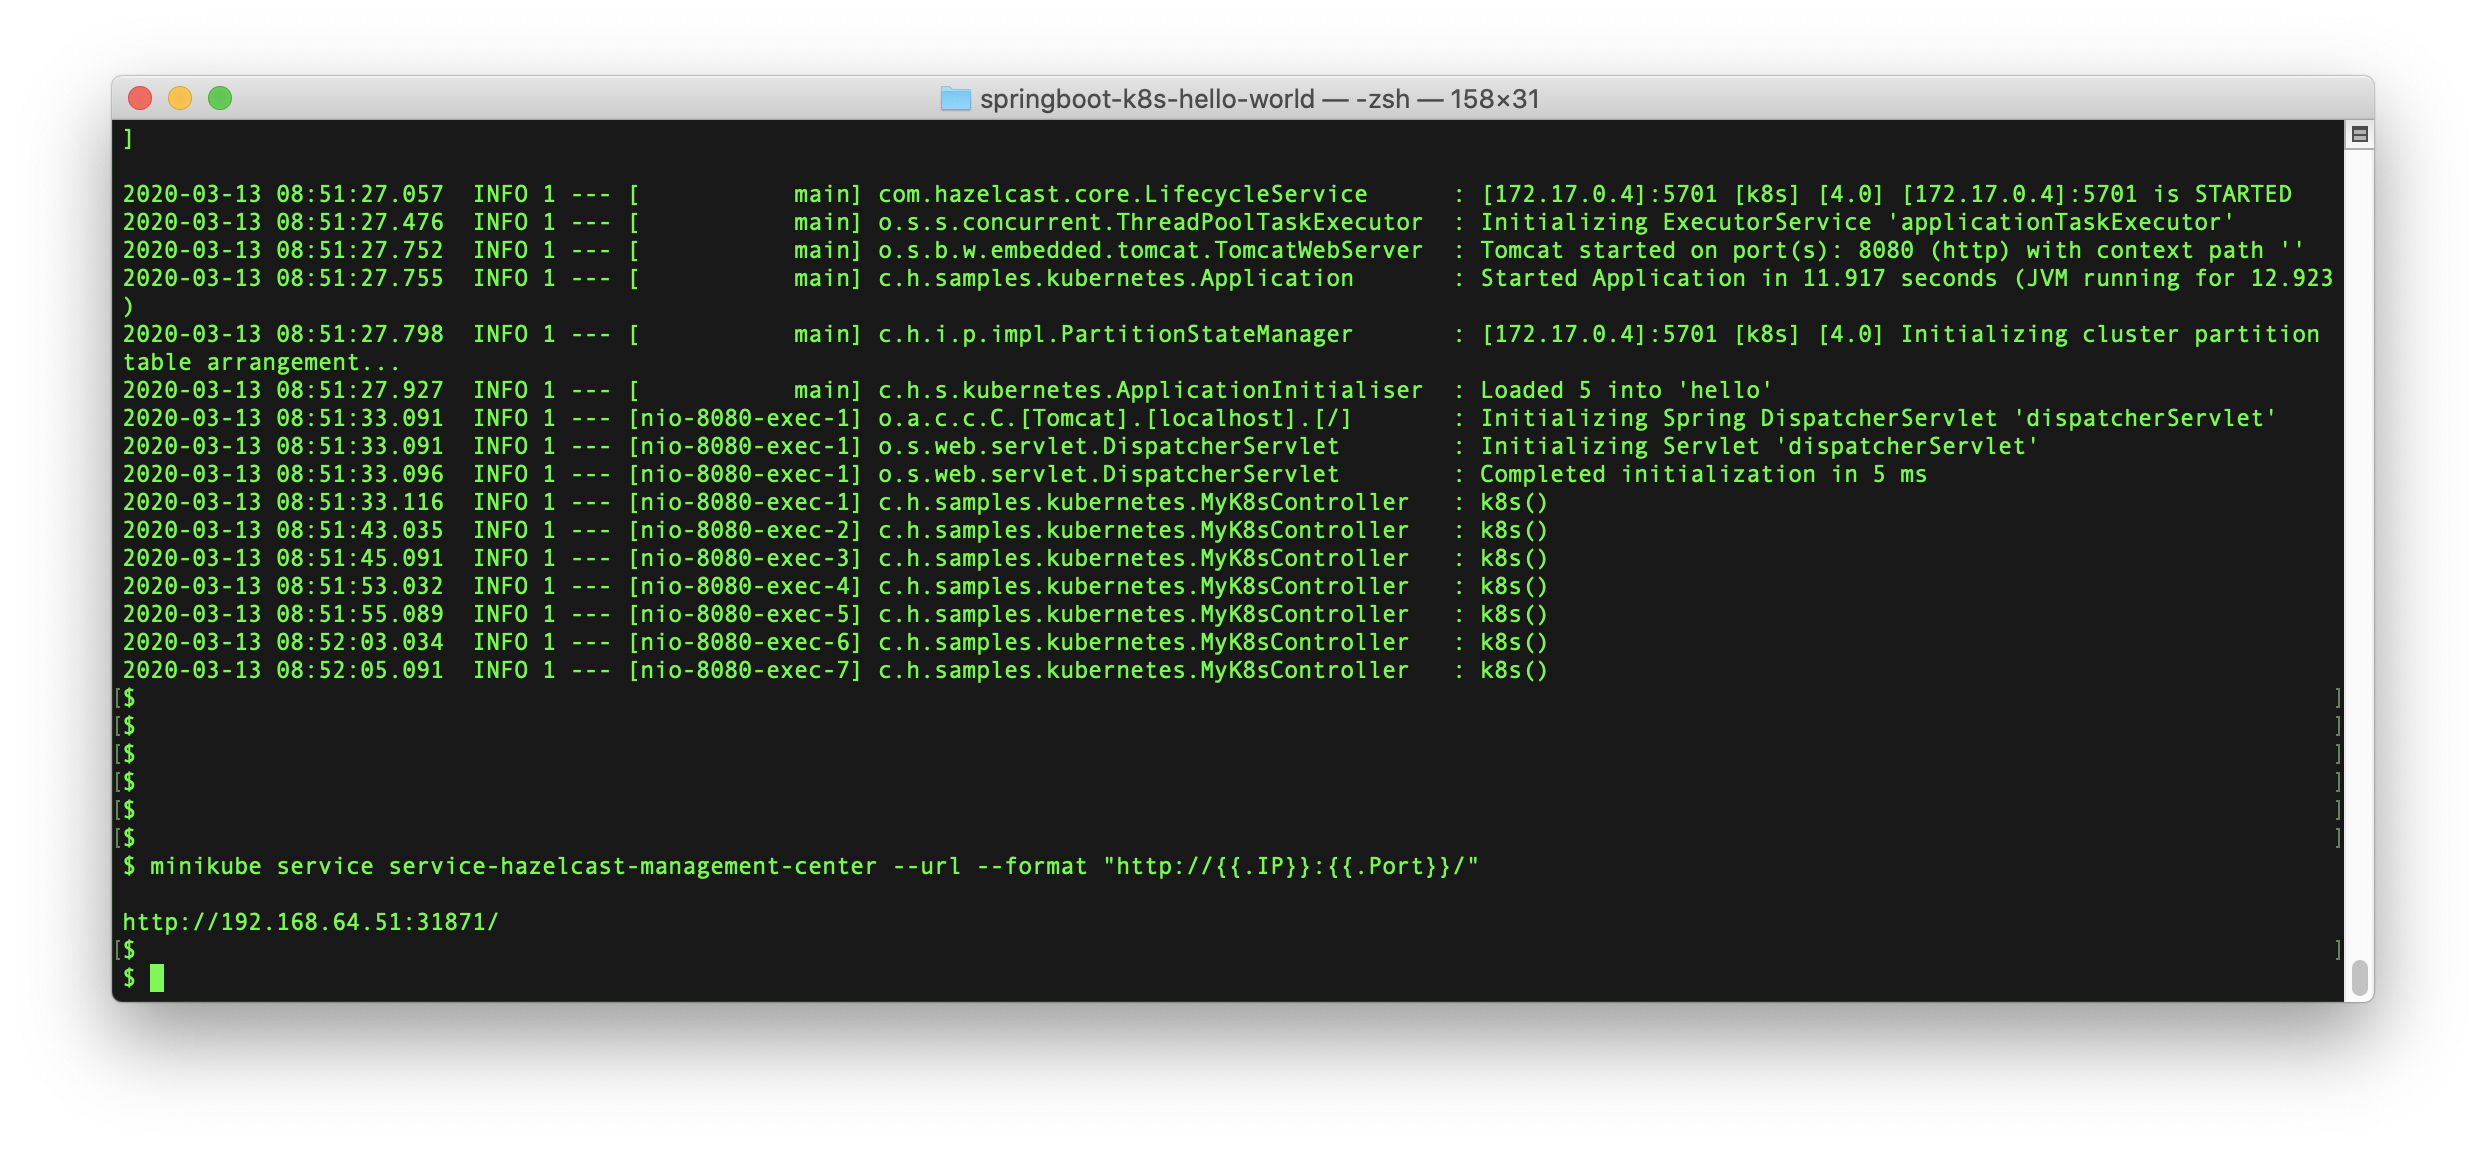 springboot-k8s-hello-world — -zsh — 158×31
]
2020-03-13 08:51:27.057  INFO 1 --- [           main] com.hazelcast.core.LifecycleService      : [172.17.0.4]:5701 [k8s] [4.0] [172.17.0.4]:5701 is STARTED
2020-03-13 08:51:27.476  INFO 1 --- [           main] o.s.s.concurrent.ThreadPoolTaskExecutor  : Initializing ExecutorService 'applicationTaskExecutor'
2020-03-13 08:51:27.752  INFO 1 --- [           main] o.s.b.w.embedded.tomcat.TomcatWebServer  : Tomcat started on port(s): 8080 (http) with context path ''
2020-03-13 08:51:27.755  INFO 1 --- [           main] c.h.samples.kubernetes.Application       : Started Application in 11.917 seconds (JVM running for 12.923
)
2020-03-13 08:51:27.798  INFO 1 --- [           main] c.h.i.p.impl.PartitionStateManager       : [172.17.0.4]:5701 [k8s] [4.0] Initializing cluster partition
table arrangement...
2020-03-13 08:51:27.927  INFO 1 --- [           main] c.h.s.kubernetes.ApplicationInitialiser  : Loaded 5 into 'hello'
2020-03-13 08:51:33.091  INFO 1 --- [nio-8080-exec-1] o.a.c.c.C.[Tomcat].[localhost].[/]       : Initializing Spring DispatcherServlet 'dispatcherServlet'
2020-03-13 08:51:33.091  INFO 1 --- [nio-8080-exec-1] o.s.web.servlet.DispatcherServlet        : Initializing Servlet 'dispatcherServlet'
2020-03-13 08:51:33.096  INFO 1 --- [nio-8080-exec-1] o.s.web.servlet.DispatcherServlet        : Completed initialization in 5 ms
2020-03-13 08:51:33.116  INFO 1 --- [nio-8080-exec-1] c.h.samples.kubernetes.MyK8sController   : k8s()
2020-03-13 08:51:43.035  INFO 1 --- [nio-8080-exec-2] c.h.samples.kubernetes.MyK8sController   : k8s()
2020-03-13 08:51:45.091  INFO 1 --- [nio-8080-exec-3] c.h.samples.kubernetes.MyK8sController   : k8s()
2020-03-13 08:51:53.032  INFO 1 --- [nio-8080-exec-4] c.h.samples.kubernetes.MyK8sController   : k8s()
2020-03-13 08:51:55.089  INFO 1 --- [nio-8080-exec-5] c.h.samples.kubernetes.MyK8sController   : k8s()
2020-03-13 08:52:03.034  INFO 1 --- [nio-8080-exec-6] c.h.samples.kubernetes.MyK8sController   : k8s()
2020-03-13 08:52:05.091  INFO 1 --- [nio-8080-exec-7] c.h.samples.kubernetes.MyK8sController   : k8s()
[$ ]
[$ ]
[$ ]
[$ ]
[$ ]
[$ ]
$ minikube service service-hazelcast-management-center --url --format "http://{{.IP}}:{{.Port}}/"
http://192.168.64.51:31871/
[$ ]
$